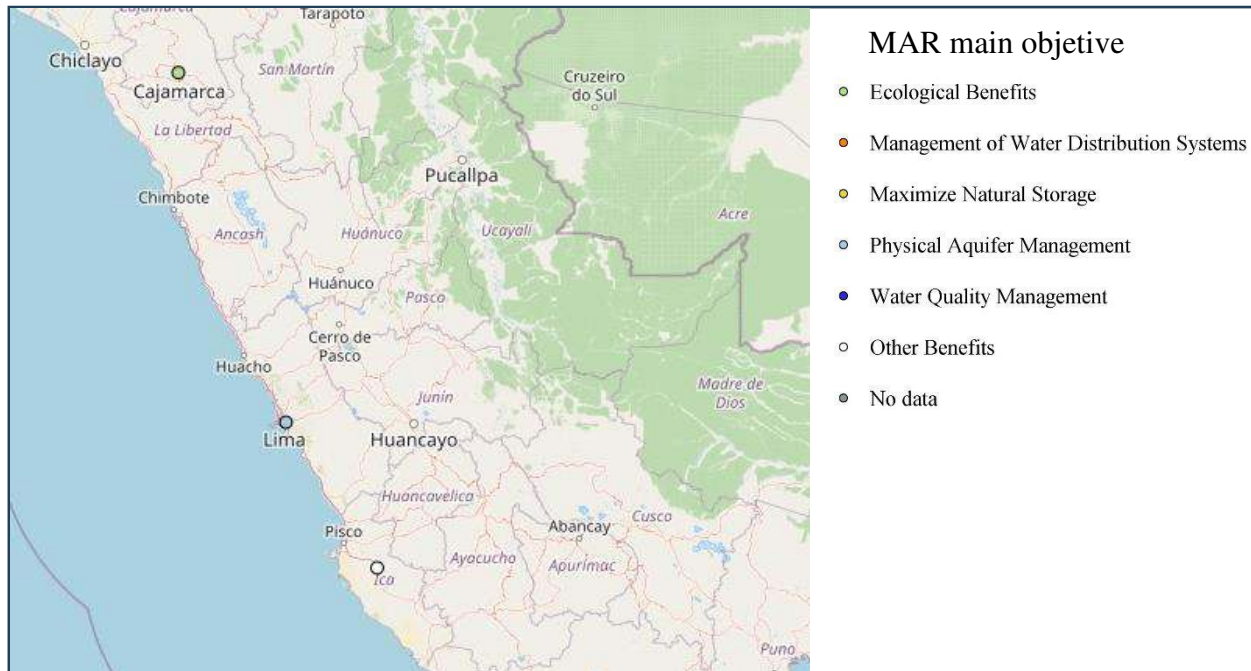 Cajamarca
Tarapoto
Chiclayo
San Martín
Cruzeiro
do Sul
Cajamarca
La Libertad
Pucallpa
Chimbote
Acre
Ancash
Huánuco
Ucayali
Huánuco
Pasco
Cerro de
Pasco
Huacho
Madre de
Dios
Junín
Lima
Huancayo
Huancavelica
Cusco
Pisco
Abancay
Ayacucho
Apurímac
Ica
Puno
MAR main objetive
Ecological Benefits
Management of Water Distribution Systems
Maximize Natural Storage
Physical Aquifer Management
Water Quality Management
Other Benefits
No data